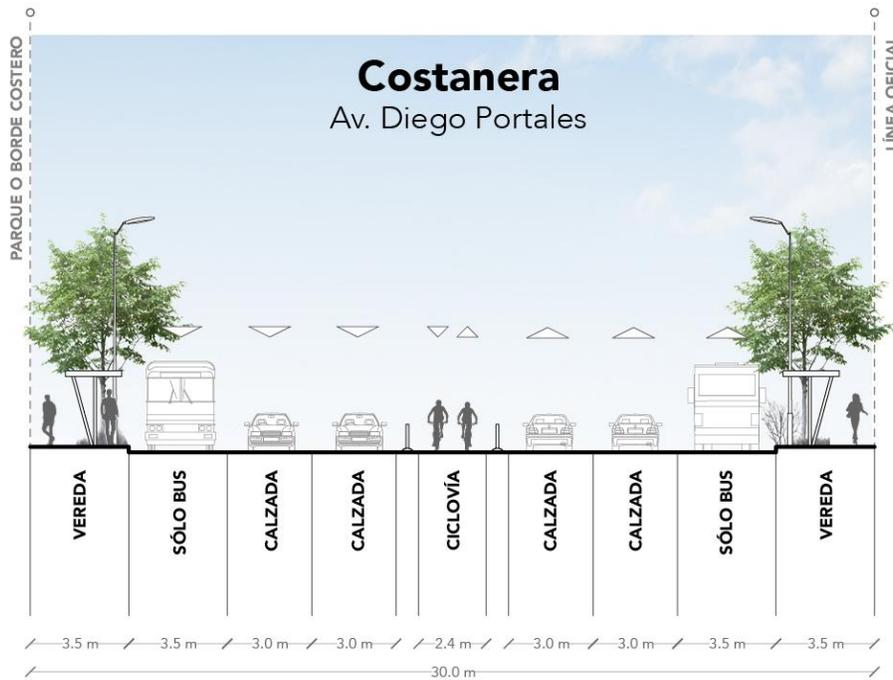 Costanera
Av. Diego Portales
PARQUE O BORDE COSTERO
LÍNEA OFICIAL
VEREDA
SÓLO BUS
CALZADA
CALZADA
CICLOVÍA
CALZADA
CALZADA
SÓLO BUS
VEREDA
3.5 m
3.5 m
3.0 m
3.0 m
2.4 m
3.0 m
3.0 m
3.5 m
3.5 m
30.0 m